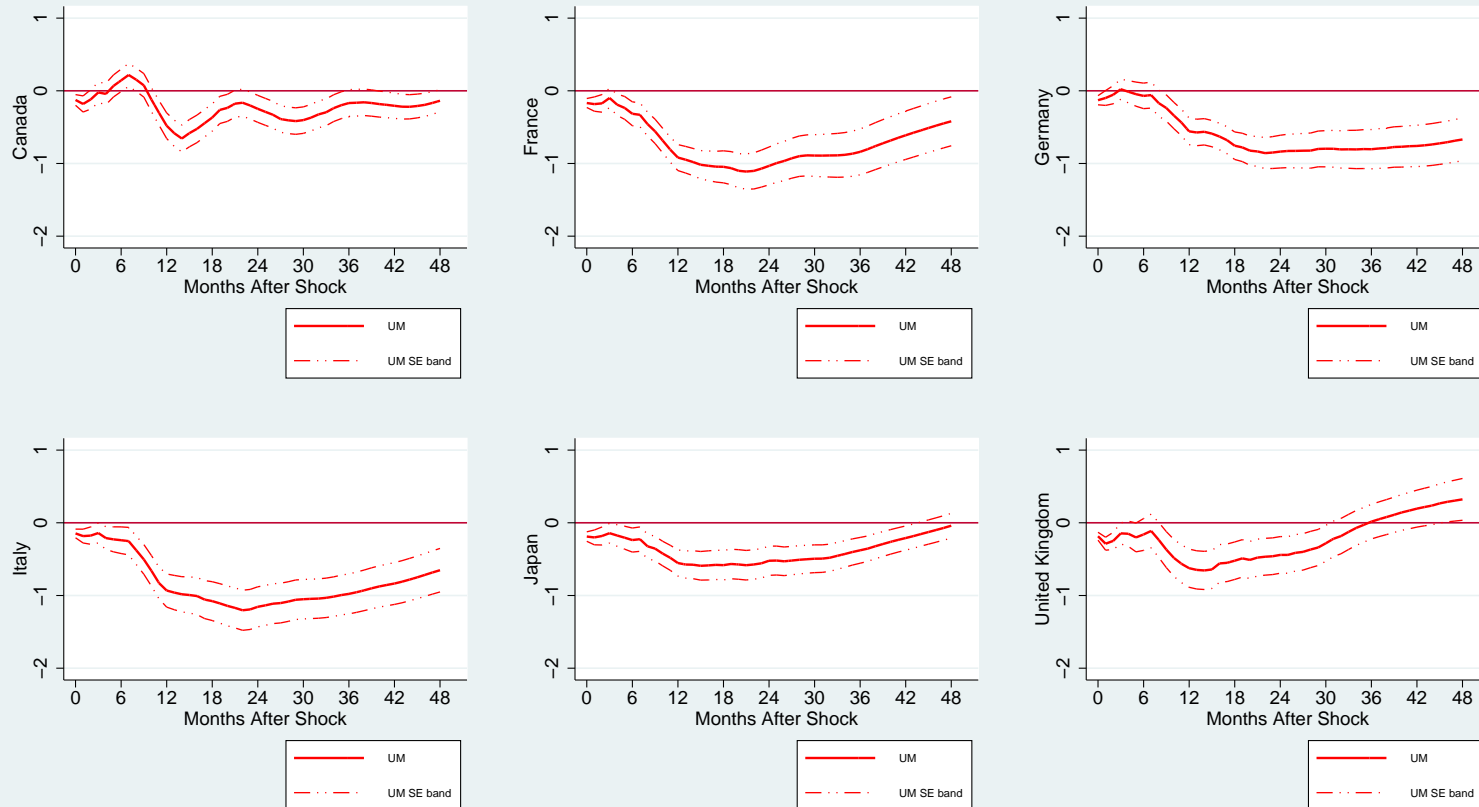 Canada
1
0
−1
−2
0 6 12 18 24 30 36 42 48
Months After Shock
UM
UM SE band
France
1
0
−1
−2
0 6 12 18 24 30 36 42 48
Months After Shock
UM
UM SE band
Germany
1
0
−1
−2
0 6 12 18 24 30 36 42 48
Months After Shock
UM
UM SE band
Italy
1
0
−1
−2
0 6 12 18 24 30 36 42 48
Months After Shock
UM
UM SE band
Japan
1
0
−1
−2
0 6 12 18 24 30 36 42 48
Months After Shock
UM
UM SE band
United Kingdom
1
0
−1
−2
0 6 12 18 24 30 36 42 48
Months After Shock
UM
UM SE band